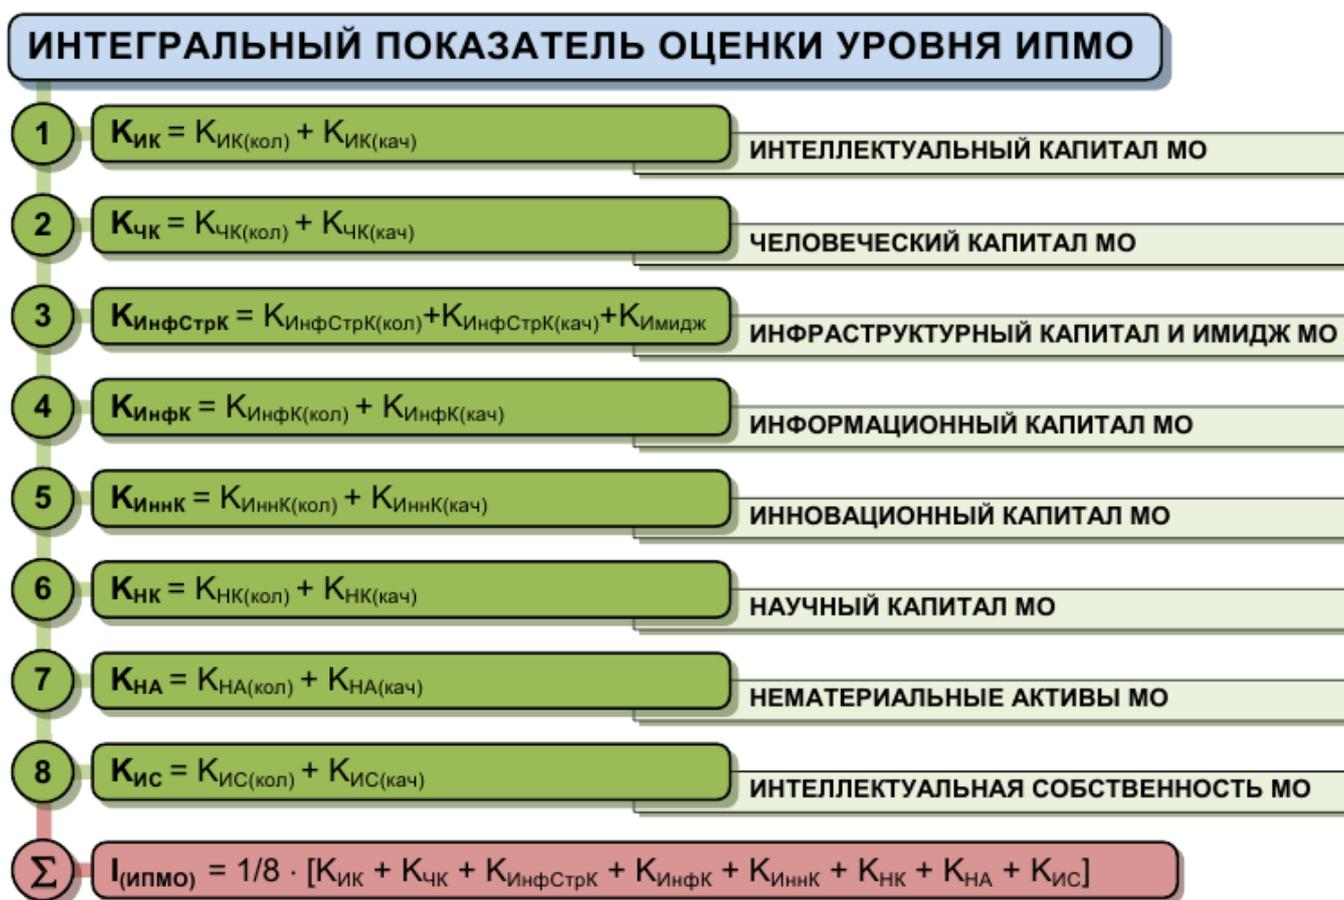 ИНТЕГРАЛЬНЫЙ ПОКАЗАТЕЛЬ ОЦЕНКИ УРОВНЯ ИПМО
1 КИК = КИК(кол) + КИК(кач)
ИНТЕЛЛЕКТУАЛЬНЫЙ КАПИТАЛ МО
2 КЧК = КЧК(кол) + КЧК(кач)
ЧЕЛОВЕЧЕСКИЙ КАПИТАЛ МО
3 КИнфСтрК = КИнфСтрК(кол)+КИнфСтрК(кач)+КИмидж
ИНФРАСТРУКТУРНЫЙ КАПИТАЛ И ИМИДЖ МО
4 КИнфК = КИнфК(кол) + КИнфК(кач)
ИНФОРМАЦИОННЫЙ КАПИТАЛ МО
5 КИннК = КИннК(кол) + КИннК(кач)
ИННОВАЦИОННЫЙ КАПИТАЛ МО
6 КНК = КНК(кол) + КНК(кач)
НАУЧНЫЙ КАПИТАЛ МО
7 КНА = КНА(кол) + КНА(кач)
НЕМАТЕРИАЛЬНЫЕ АКТИВЫ МО
8 КИС = КИС(кол) + КИС(кач)
ИНТЕЛЛЕКТУАЛЬНАЯ СОБСТВЕННОСТЬ МО
Σ I(ИПМО) = 1/8 · [КИК + КЧК + КИнфСтрК + КИнфК + КИннК + КНК + КНА + КИС]